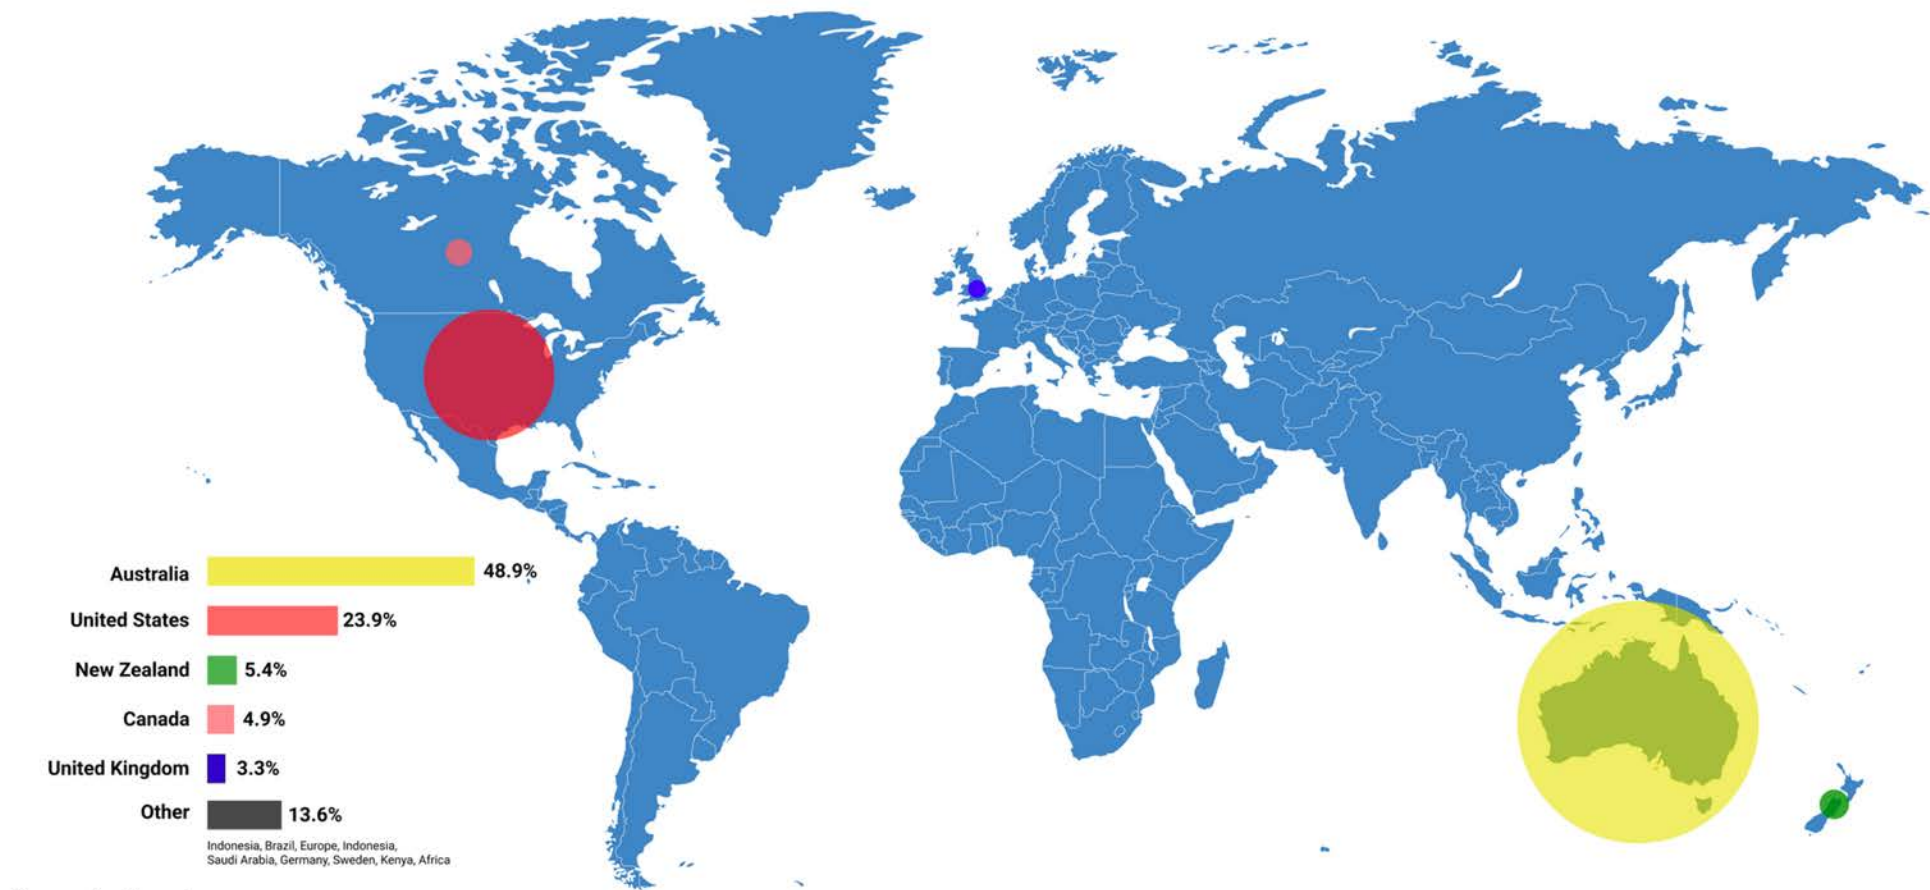 Australia 48.9%
United States 23.9%
New Zealand 5.4%
Canada 4.9%
United Kingdom 3.3%
Other 13.6%
Indonesia, Brazil, Europe, Indonesia,
Saudi Arabia, Germany, Sweden, Kenya, Africa